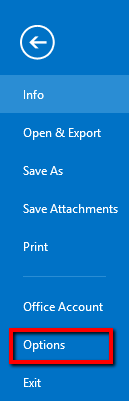 Info
Open & Export
Save As
Save Attachments
Print
Office Account
Options
Exit